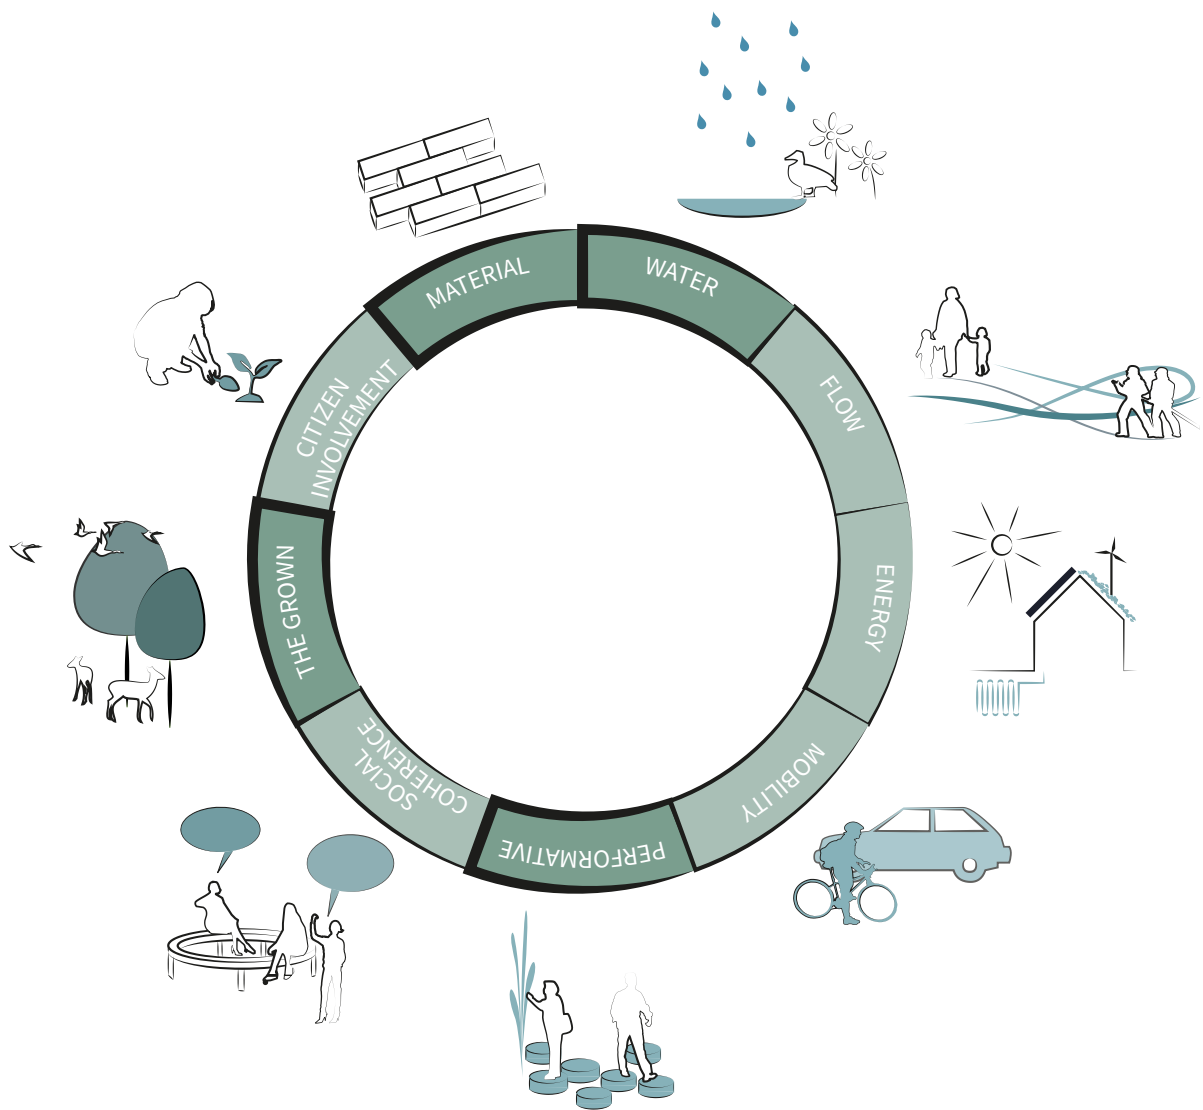 MATERIAL
WATER
FLOW
ENERGY
MOBILITY
PERFORMATIVE
SOCIAL
COHERENCE
THE GROWN
CITIZEN
INVOLVEMENT